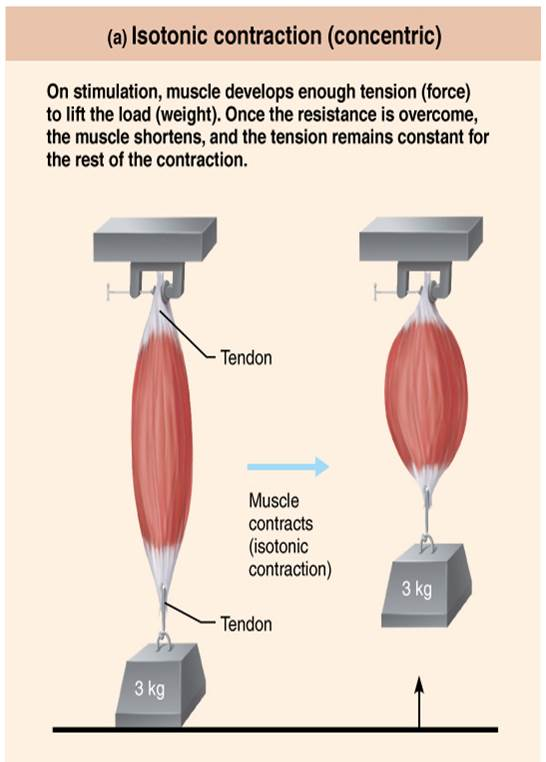 (a) Isotonic contraction (concentric)
On stimulation, muscle develops enough tension (force)
to lift the load (weight). Once the resistance is overcome,
the muscle shortens, and the tension remains constant for
the rest of the contraction.
Tendon
Muscle
contracts
(isotonic
contraction)
3 kg
Tendon
3 kg